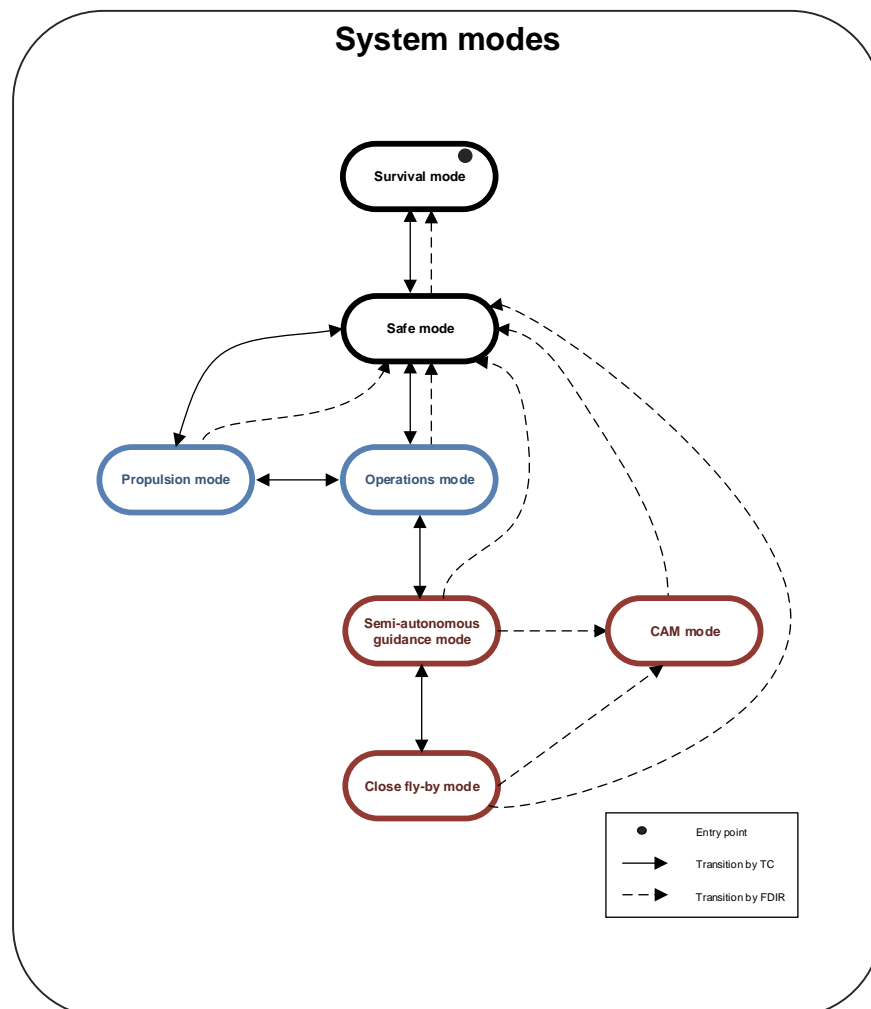 System modes
Survival mode
Safe mode
Propulsion mode
Operations mode
Semi-autonomous
guidance mode
CAM mode
Close fly-by mode
Entry point
Transition by TC
Transition by FDIR